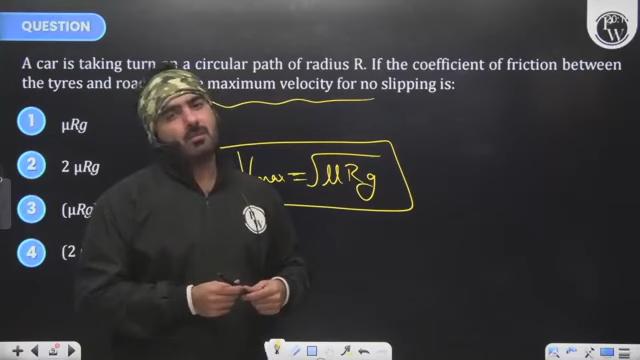 QUESTION
A car is taking turn on a circular path of radius R. If the coefficient of friction between
the tyres and road maximum velocity for no slipping is:
1 μRg
2 2 μRg
3 (μRg)
4 (2
Vmax = √μRg
PW